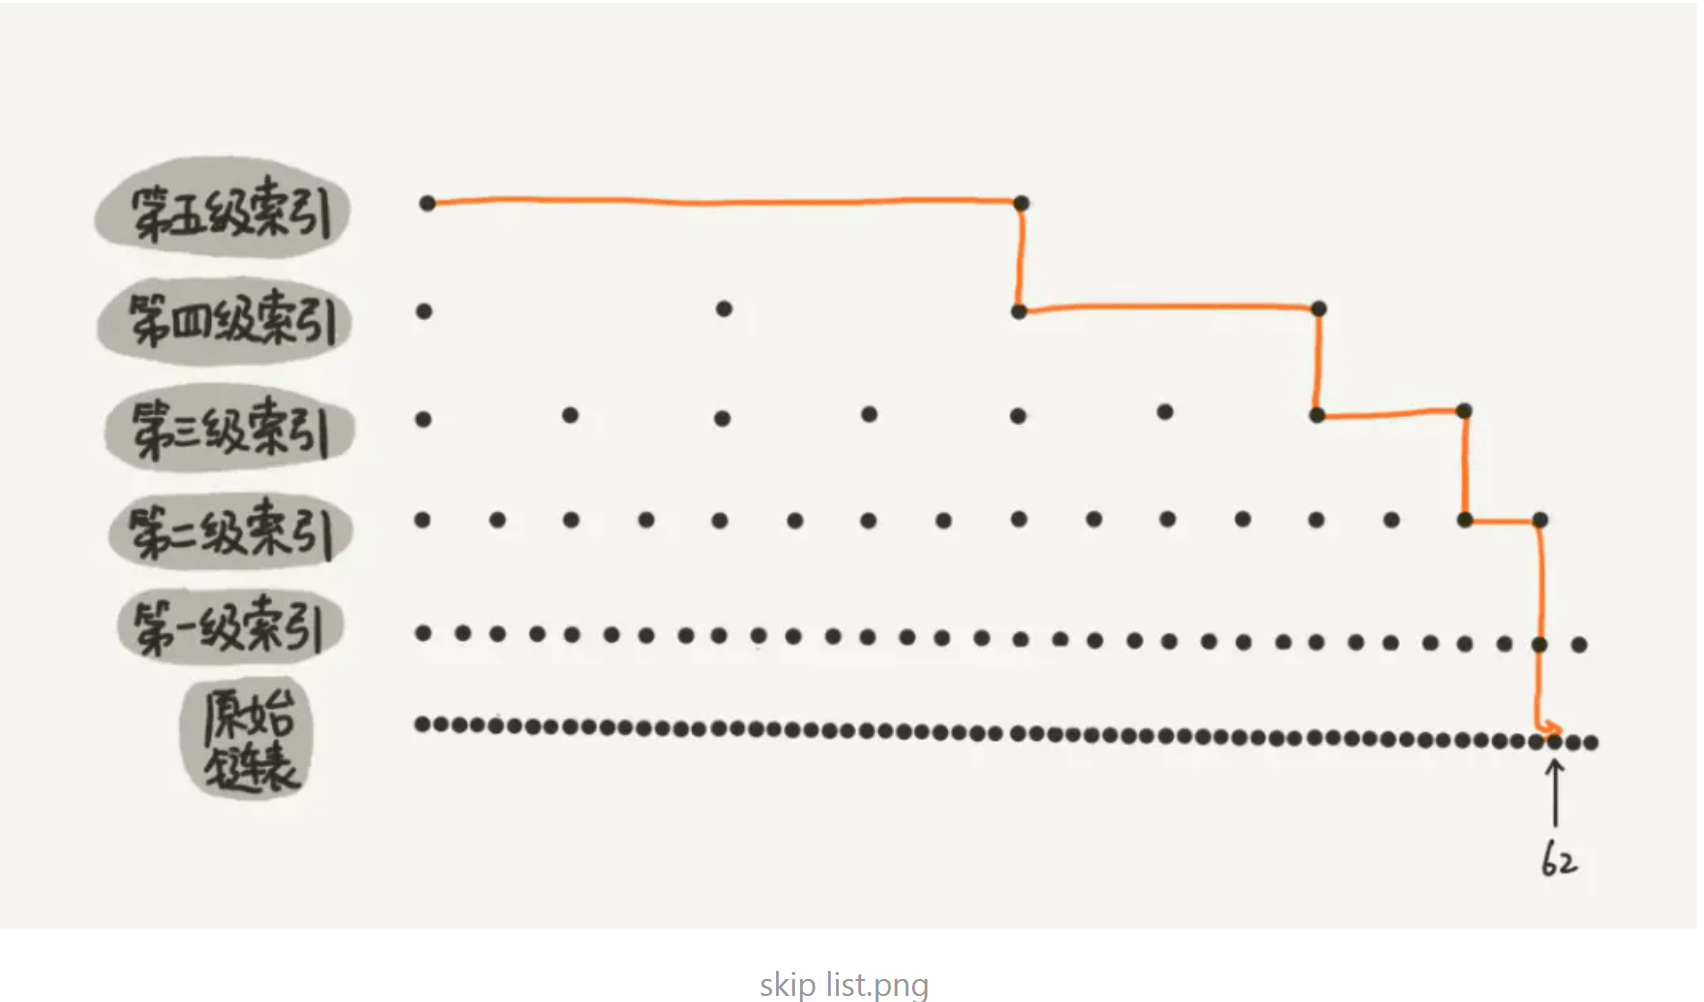 第五级索引
第四级索引
第三级索引
第二级索引
第一级索引
原始
链表
62
skip list.png